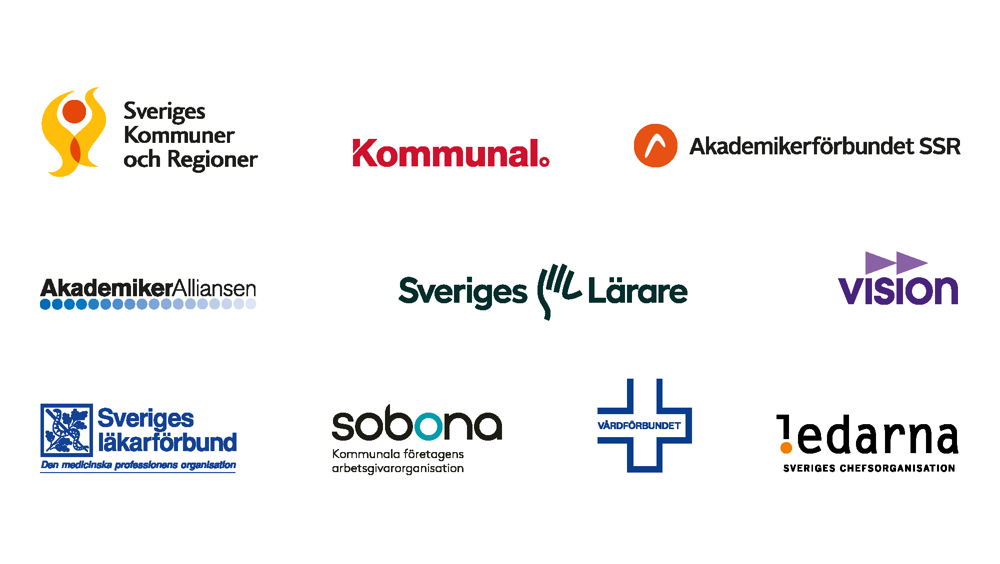 Sveriges
Kommuner
och Regioner
Kommunal
Akademikerförbundet SSR
AkademikerAlliansen
Sveriges Lärare
vision
Sveriges
läkarförbund
Den medicinska professionens organisation
sobona
Kommunala företagens
arbetsgivarorganisation
VÅRDFÖRBUNDET
ledarna
SVERIGES CHEFSORGANISATION